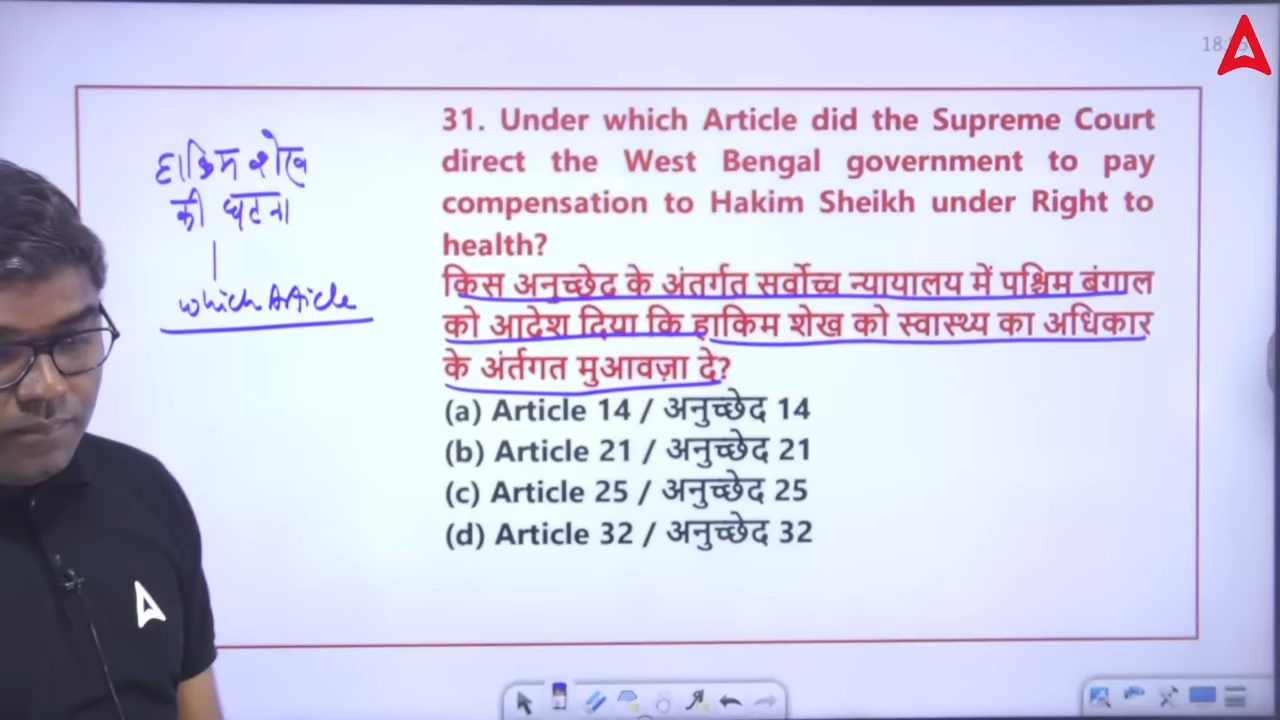 हाकिम शेख
की घटना
which Article
31. Under which Article did the Supreme Court
direct the West Bengal government to pay
compensation to Hakim Sheikh under Right to
health?
किस अनुच्छेद के अंतर्गत सर्वोच्च न्यायालय में पश्चिम बंगाल
को आदेश दिया कि हाकिम शेख को स्वास्थ्य का अधिकार
के अंर्तगत मुआवज़ा दे?
(a) Article 14 / अनुच्छेद 14
(b) Article 21 / अनुच्छेद 21
(c) Article 25 / अनुच्छेद 25
(d) Article 32 / अनुच्छेद 32